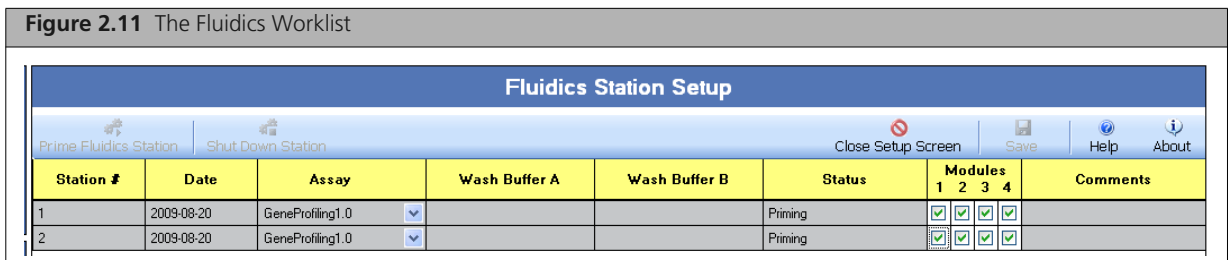 Figure 2.11 The Fluidics Worklist
Fluidics Station Setup
Prime Fluidics Station Shut Down Station Close Setup Screen Save Help About
Station # Date Assay Wash Buffer A Wash Buffer B Status Modules 1 2 3 4 Comments
1 2009-08-20 GeneProfiling1.0 Priming
2 2009-08-20 GeneProfiling1.0 Priming